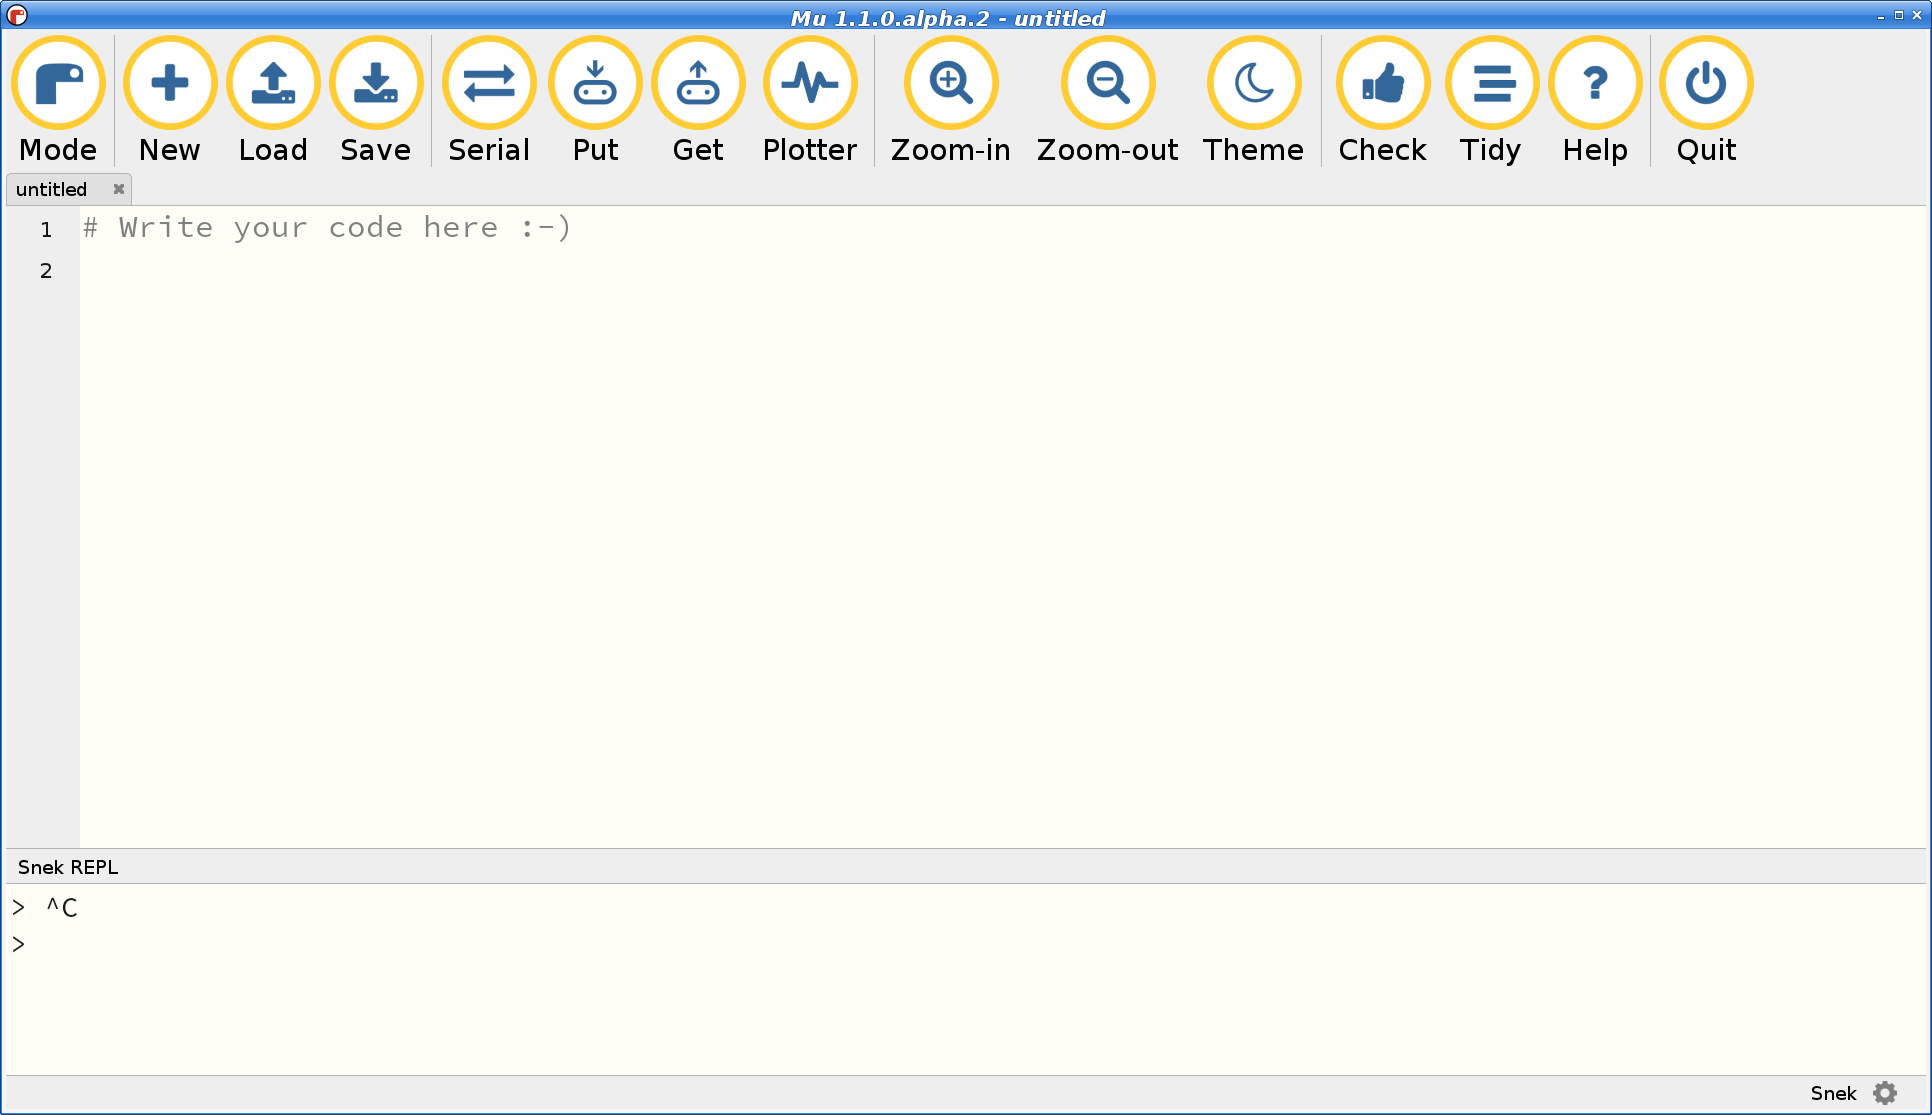 Mu 1.1.0.alpha.2 - untitled
Mode New Load Save Serial Put Get Plotter Zoom-in Zoom-out Theme Check Tidy Help Quit
untitled
1 # Write your code here :-)
2
Snek REPL
> ^C
>
Snek